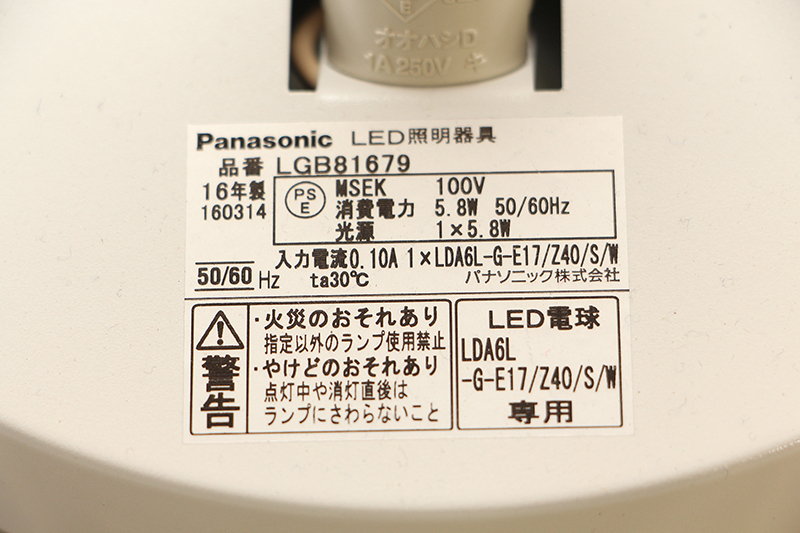 E
オオハシD
1A250V
Panasonic LED照明器具
品番 LGB81679
16年製
160314
PS
E
MSEK 100V
消費電力 5.8W 50/60Hz
光源 1×5.8W
入力電流0.10A 1×LDA6L-G-E17/Z40/S/W
50/60 Hz ta30℃ パナソニック株式会社
警告
・火災のおそれあり
指定以外のランプ使用禁止
・やけどのおそれあり
点灯中や消灯直後は
ランプにさわらないこと
LED電球
LDA6L
-G-E17/Z40/S/W
専用